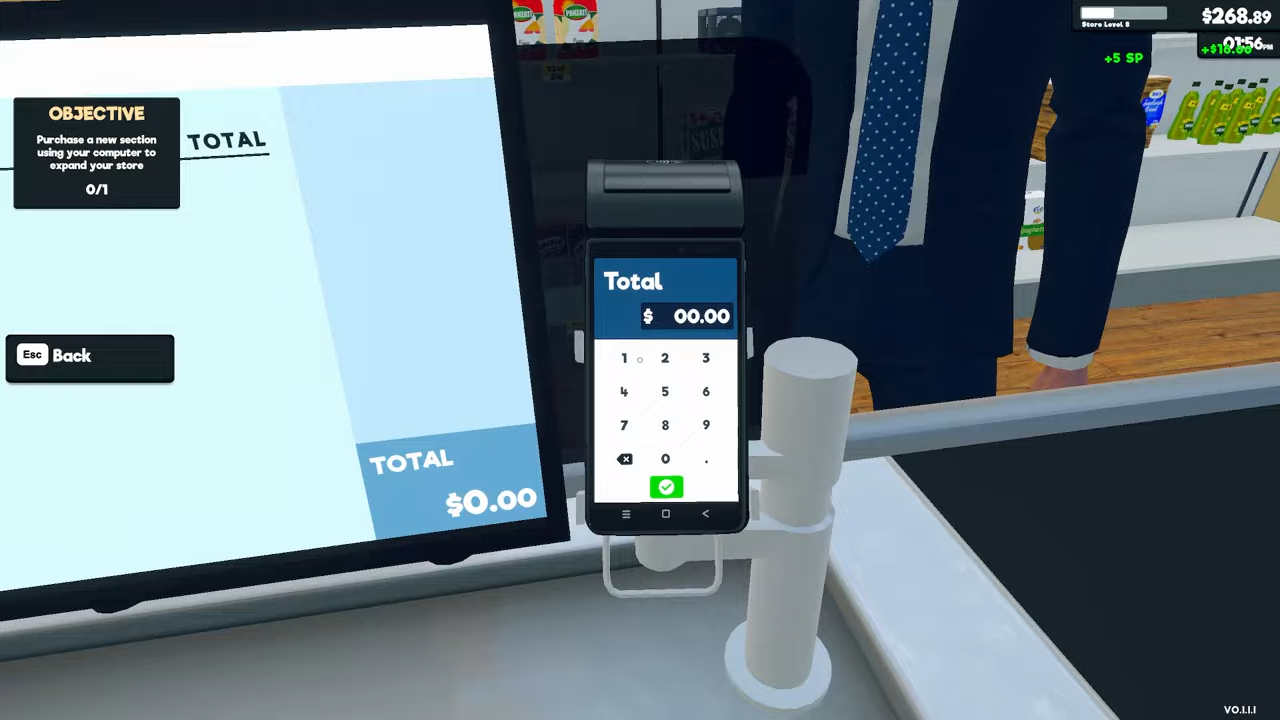 OBJECTIVE
Purchase a new section
using your computer to
expand your store
0/1
TOTAL
Esc Back
TOTAL
$0.00
Total
$ 00.00
1 2 3
4 5 6
7 8 9
0 .
Store Level 8
$268.89
01:56PM
+5 SP
V0.1.1.1